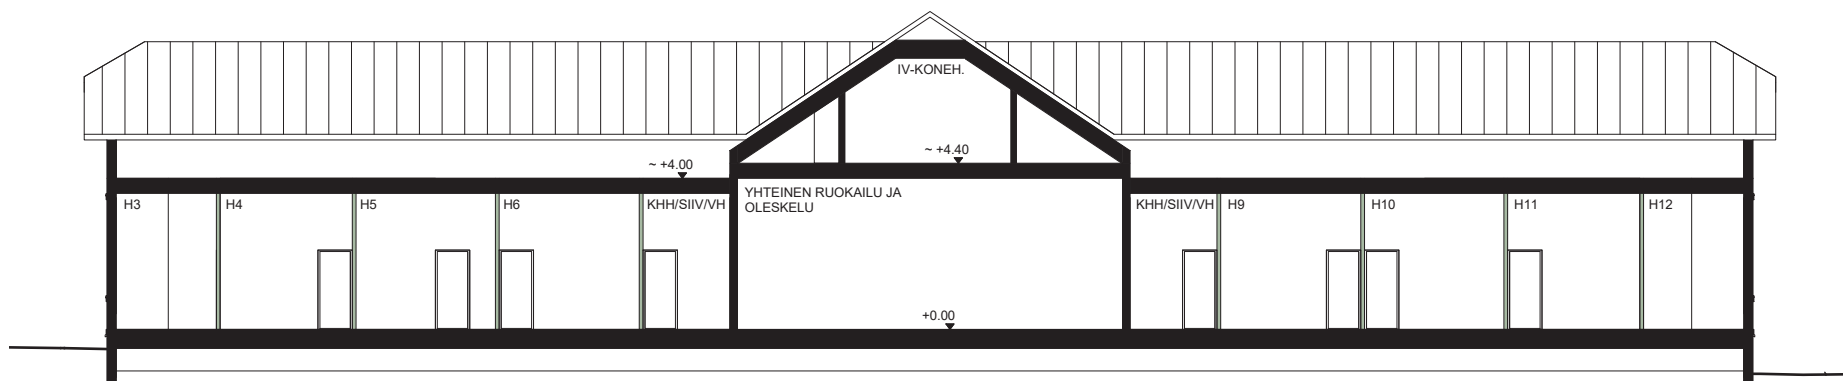 IV-KONEH.
~ +4.00
~ +4.40
H3
H4
H5
H6
KHH/SIIV/VH
YHTEINEN RUOKAILU JA
OLESKELU
KHH/SIIV/VH
H9
H10
H11
H12
+0.00